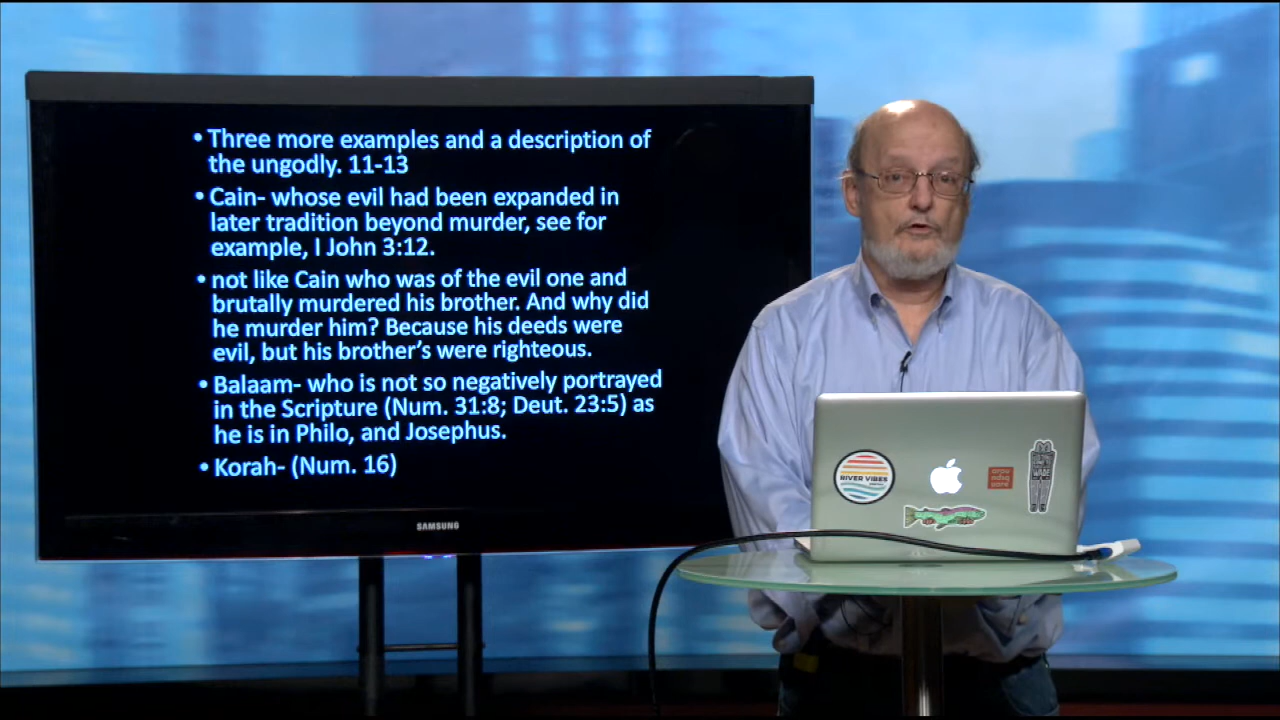 • Three more examples and a description of
the ungodly. 11-13
• Cain- whose evil had been expanded in
later tradition beyond murder, see for
example, I John 3:12.
• not like Cain who was of the evil one and
brutally murdered his brother. And why did
he murder him? Because his deeds were
evil, but his brother's were righteous.
• Balaam- who is not so negatively portrayed
in the Scripture (Num. 31:8; Deut. 23:5) as
he is in Philo, and Josephus.
• Korah- (Num. 16)
SAMSUNG
RIVER VIBES
WADE